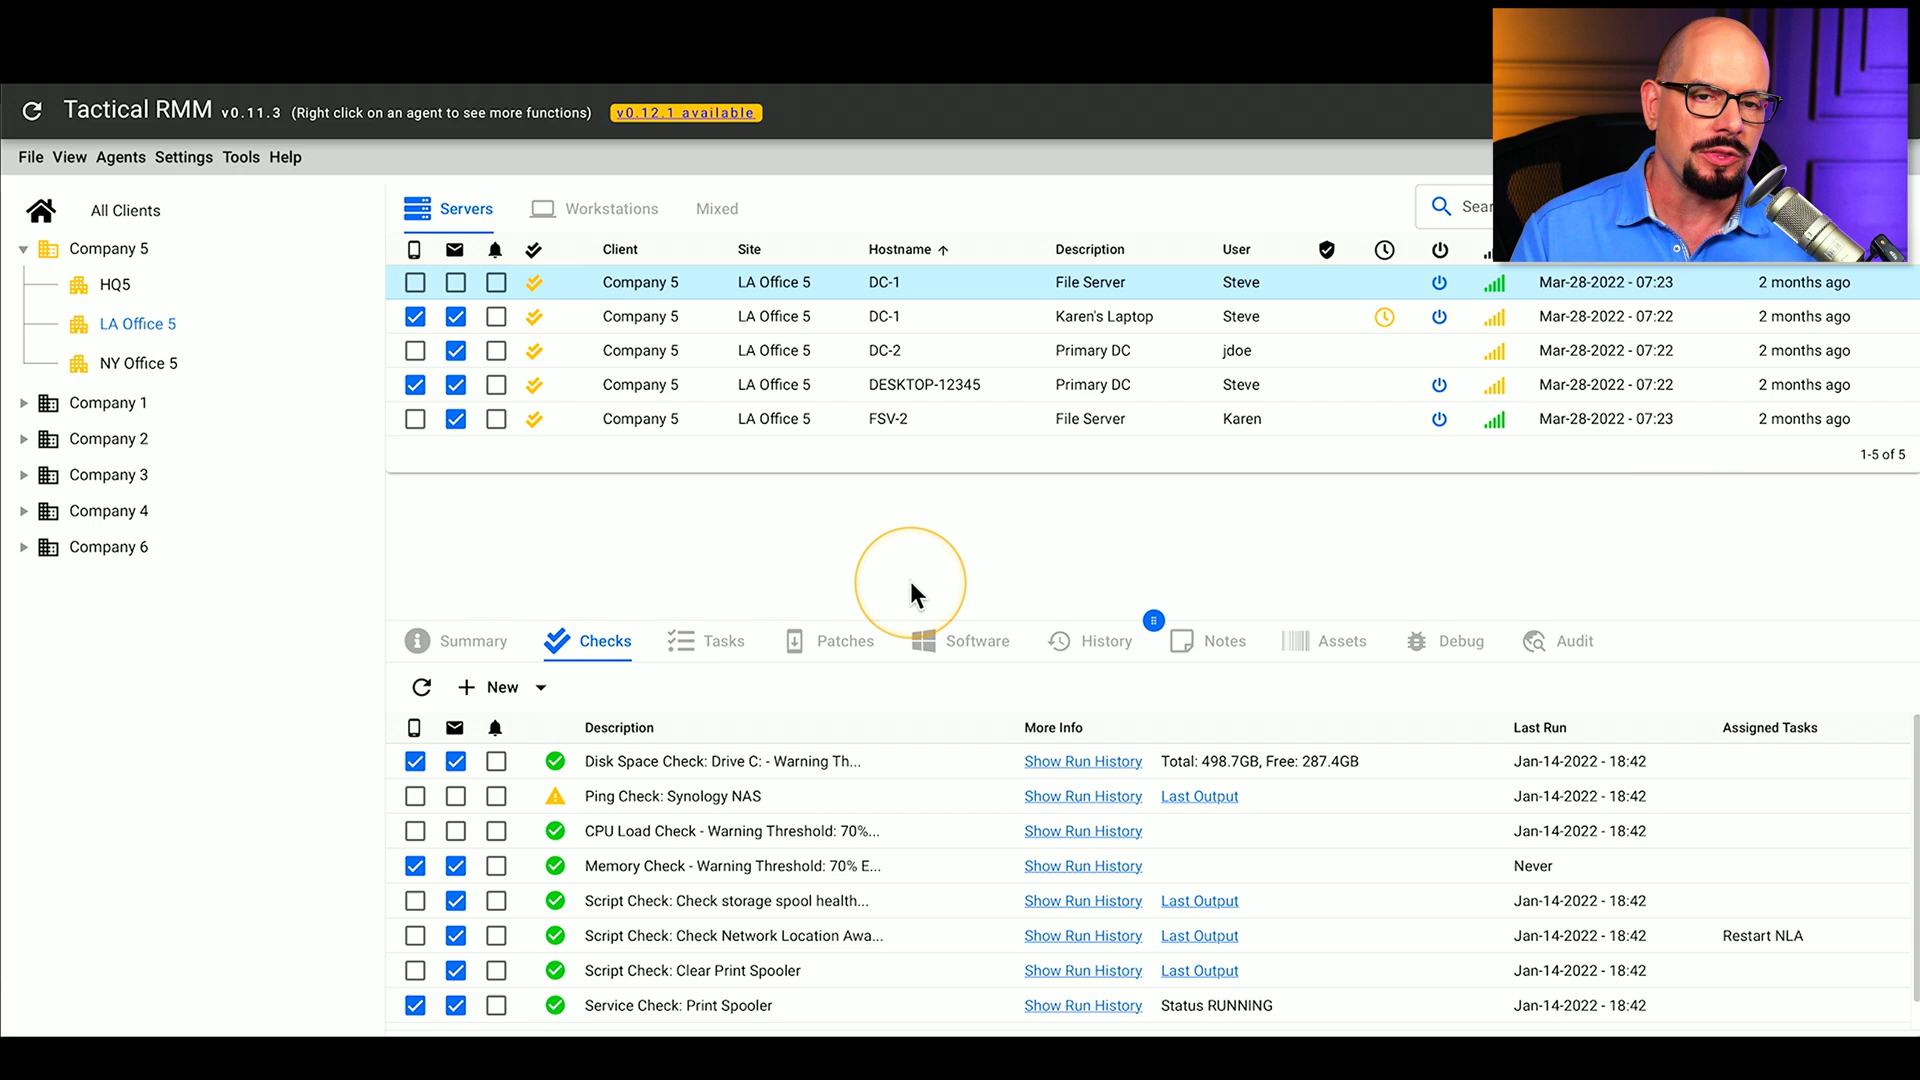 Tactical RMM v0.11.3 (Right click on an agent to see more functions) v0.12.1 available
File View Agents Settings Tools Help
All Clients
Company 5
HQ5
LA Office 5
NY Office 5
Company 1
Company 2
Company 3
Company 4
Company 6
Servers Workstations Mixed
Client Site Hostname Description User
Company 5 LA Office 5 DC-1 File Server Steve Mar-28-2022 - 07:23 2 months ago
Company 5 LA Office 5 DC-1 Karen's Laptop Steve Mar-28-2022 - 07:22 2 months ago
Company 5 LA Office 5 DC-2 Primary DC jdoe Mar-28-2022 - 07:22 2 months ago
Company 5 LA Office 5 DESKTOP-12345 Primary DC Steve Mar-28-2022 - 07:22 2 months ago
Company 5 LA Office 5 FSV-2 File Server Karen Mar-28-2022 - 07:23 2 months ago
1-5 of 5
Summary Checks Tasks Patches Software History Notes Assets Debug Audit
New
Description More Info Last Run Assigned Tasks
Disk Space Check: Drive C: - Warning Th... Show Run History Total: 498.7GB, Free: 287.4GB Jan-14-2022 - 18:42
Ping Check: Synology NAS Show Run History Last Output Jan-14-2022 - 18:42
CPU Load Check - Warning Threshold: 70%... Show Run History Jan-14-2022 - 18:42
Memory Check - Warning Threshold: 70% E... Show Run History Never
Script Check: Check storage spool health... Show Run History Last Output Jan-14-2022 - 18:42
Script Check: Check Network Location Awa... Show Run History Last Output Jan-14-2022 - 18:42 Restart NLA
Script Check: Clear Print Spooler Show Run History Last Output Jan-14-2022 - 18:42
Service Check: Print Spooler Show Run History Status RUNNING Jan-14-2022 - 18:42